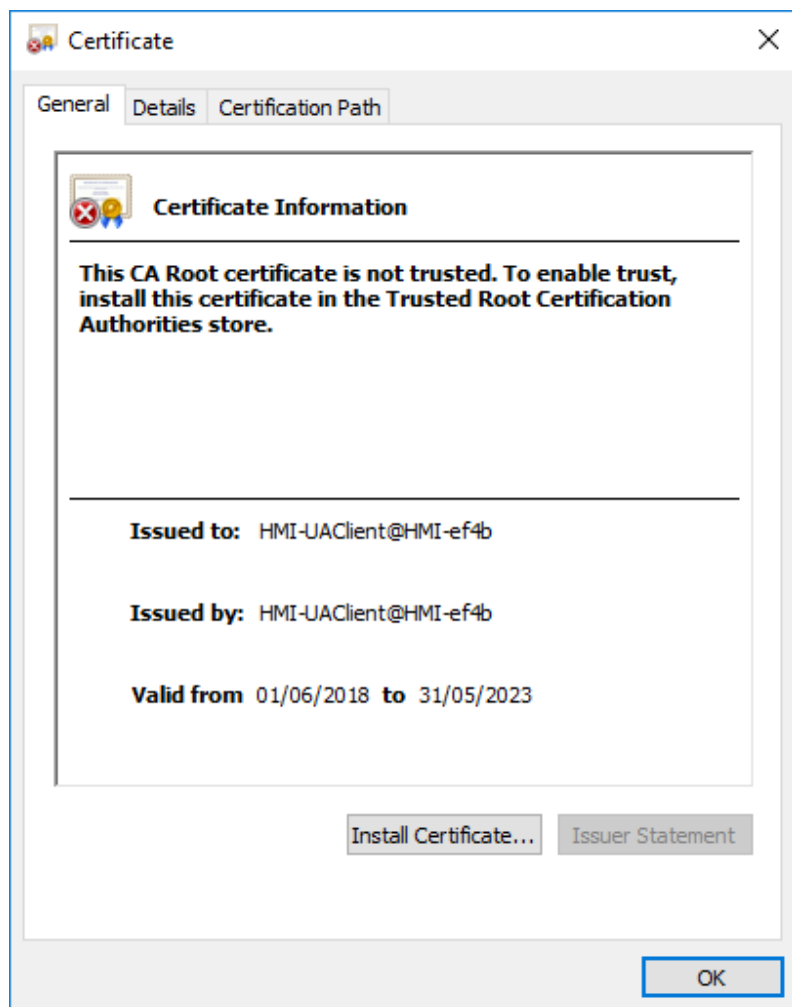 Certificate
General Details Certification Path
Certificate Information
This CA Root certificate is not trusted. To enable trust,
install this certificate in the Trusted Root Certification
Authorities store.
Issued to: HMI-UAClient@HMI-ef4b
Issued by: HMI-UAClient@HMI-ef4b
Valid from 01/06/2018 to 31/05/2023
Install Certificate... Issuer Statement
OK